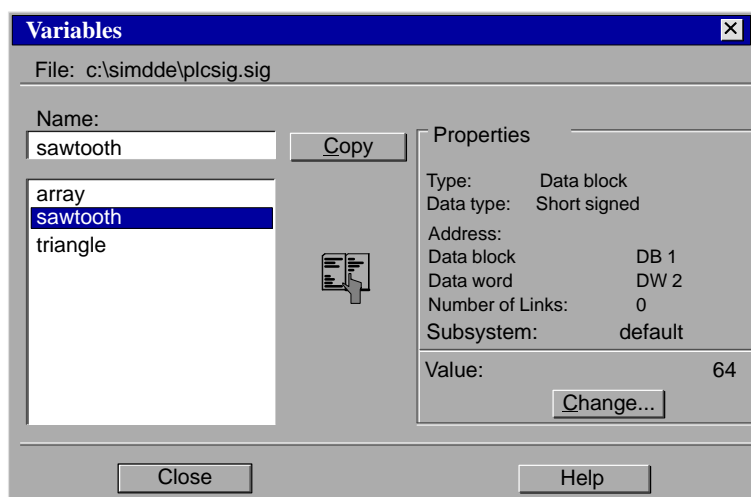 Variables
File: c:\simdde\plcsig.sig
Name:
sawtooth
Copy
array
sawtooth
triangle
Properties
Type: Data block
Data type: Short signed
Address:
Data block DB 1
Data word DW 2
Number of Links: 0
Subsystem: default
Value: 64
Change...
Close
Help